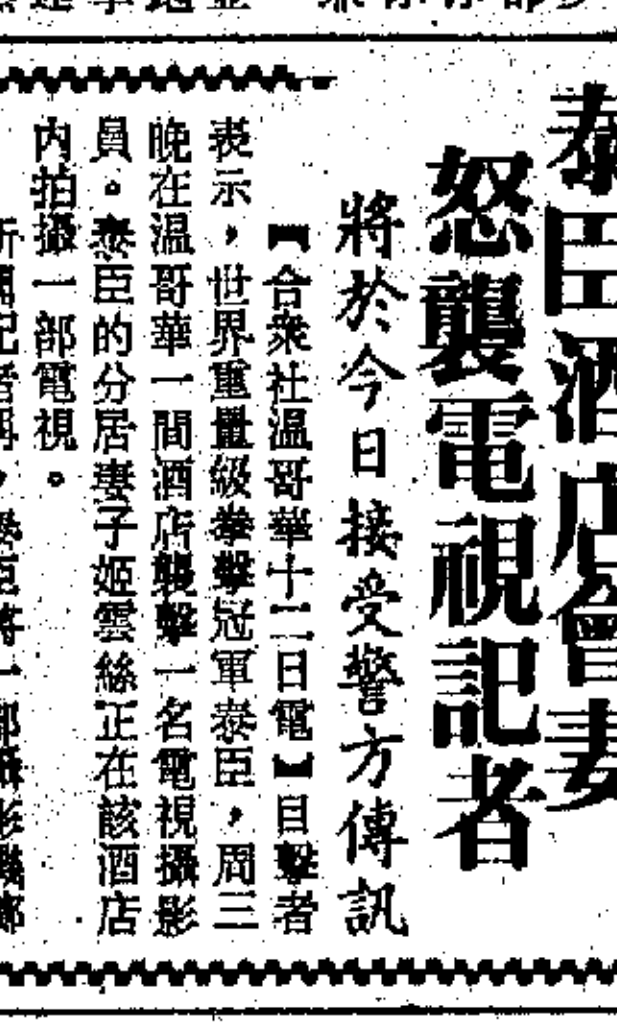 泰臣酒店會妻
怒襲電視記者
將於今日接受警方傳訊
【合衆社溫哥華十二日電】目擊者
表示，世界重量級拳擊冠軍泰臣，周三
晚在溫哥華一間酒店襲擊一名電視攝影
員。泰臣的分居妻子姬雲絲正在該酒店
內拍攝一部電視。